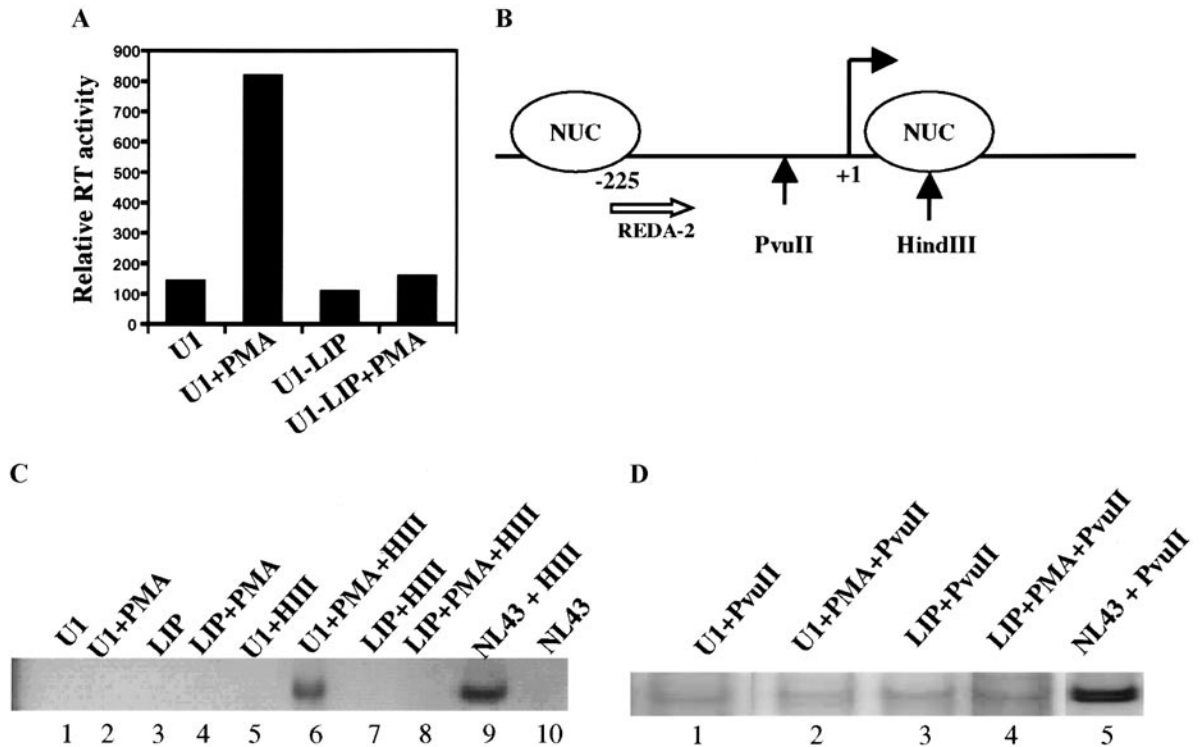 A
Relative RT activity
900
800
700
600
500
400
300
200
100
0
U1
U1+PMA
U1-LIP
U1-LIP+PMA
B
NUC
NUC
-225
+1
REDA-2
PvuII
HindIII
C
U1
U1+PMA
LIP
LIP+PMA
U1+HIII
U1+PMA+HIII
LIP+HIII
LIP+PMA+HIII
NL43 + HIII
NL43
1 2 3 4 5 6 7 8 9 10
D
U1+PvuII
U1+PMA+PvuII
LIP+PvuII
LIP+PMA+PvuII
NL43 + PvuII
1 2 3 4 5